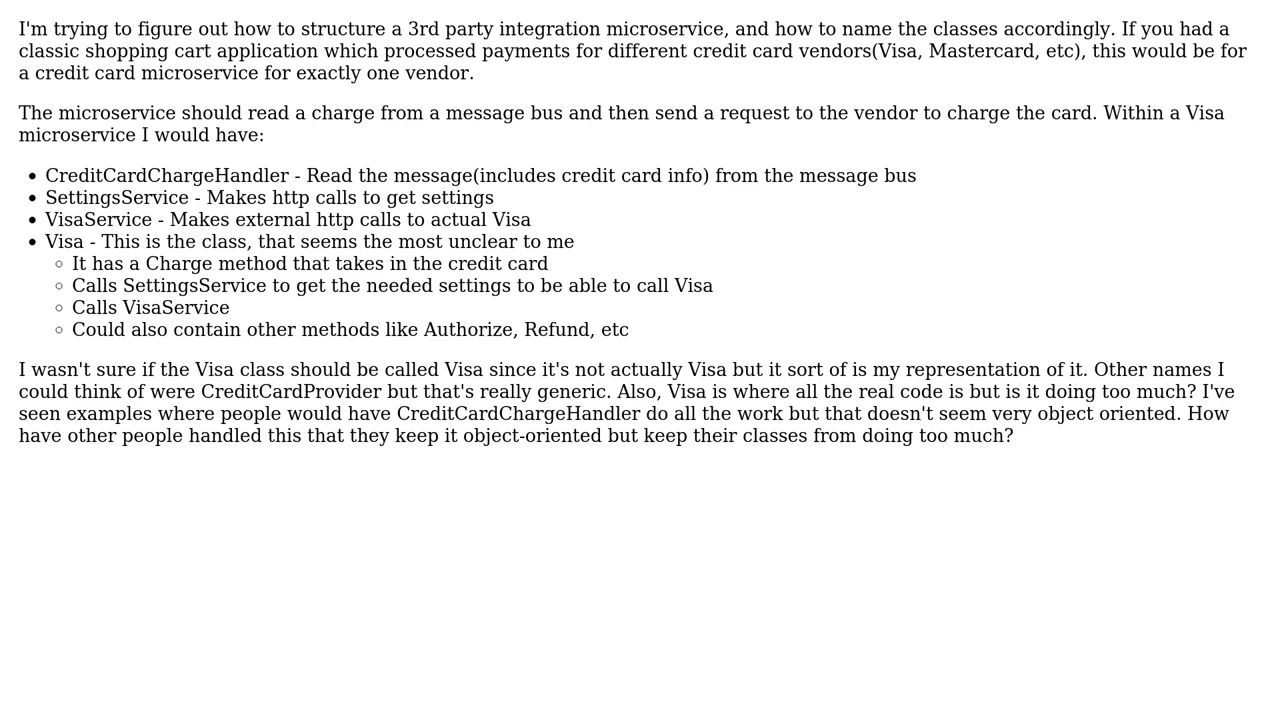 I'm trying to figure out how to structure a 3rd party integration microservice, and how to name the classes accordingly. If you had a
classic shopping cart application which processed payments for different credit card vendors(Visa, Mastercard, etc), this would be for
a credit card microservice for exactly one vendor.
The microservice should read a charge from a message bus and then send a request to the vendor to charge the card. Within a Visa
microservice I would have:
• CreditCardChargeHandler - Read the message(includes credit card info) from the message bus
• SettingsService - Makes http calls to get settings
• VisaService - Makes external http calls to actual Visa
• Visa - This is the class, that seems the most unclear to me
◦ It has a Charge method that takes in the credit card
◦ Calls SettingsService to get the needed settings to be able to call Visa
◦ Calls VisaService
◦ Could also contain other methods like Authorize, Refund, etc
I wasn't sure if the Visa class should be called Visa since it's not actually Visa but it sort of is my representation of it. Other names I
could think of were CreditCardProvider but that's really generic. Also, Visa is where all the real code is but is it doing too much? I've
seen examples where people would have CreditCardChargeHandler do all the work but that doesn't seem very object oriented. How
have other people handled this that they keep it object-oriented but keep their classes from doing too much?